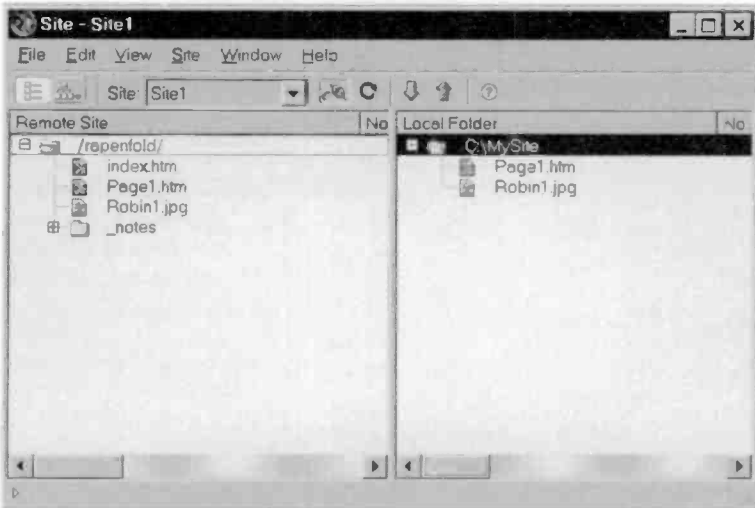 Site - Site1
File Edit View Site Window Help
Site: Site1
Remote Site No Local Folder No
/rapenfold/ C:\MySite
index.htm Page1.htm
Page1.htm Robin1.jpg
Robin1.jpg
_notes